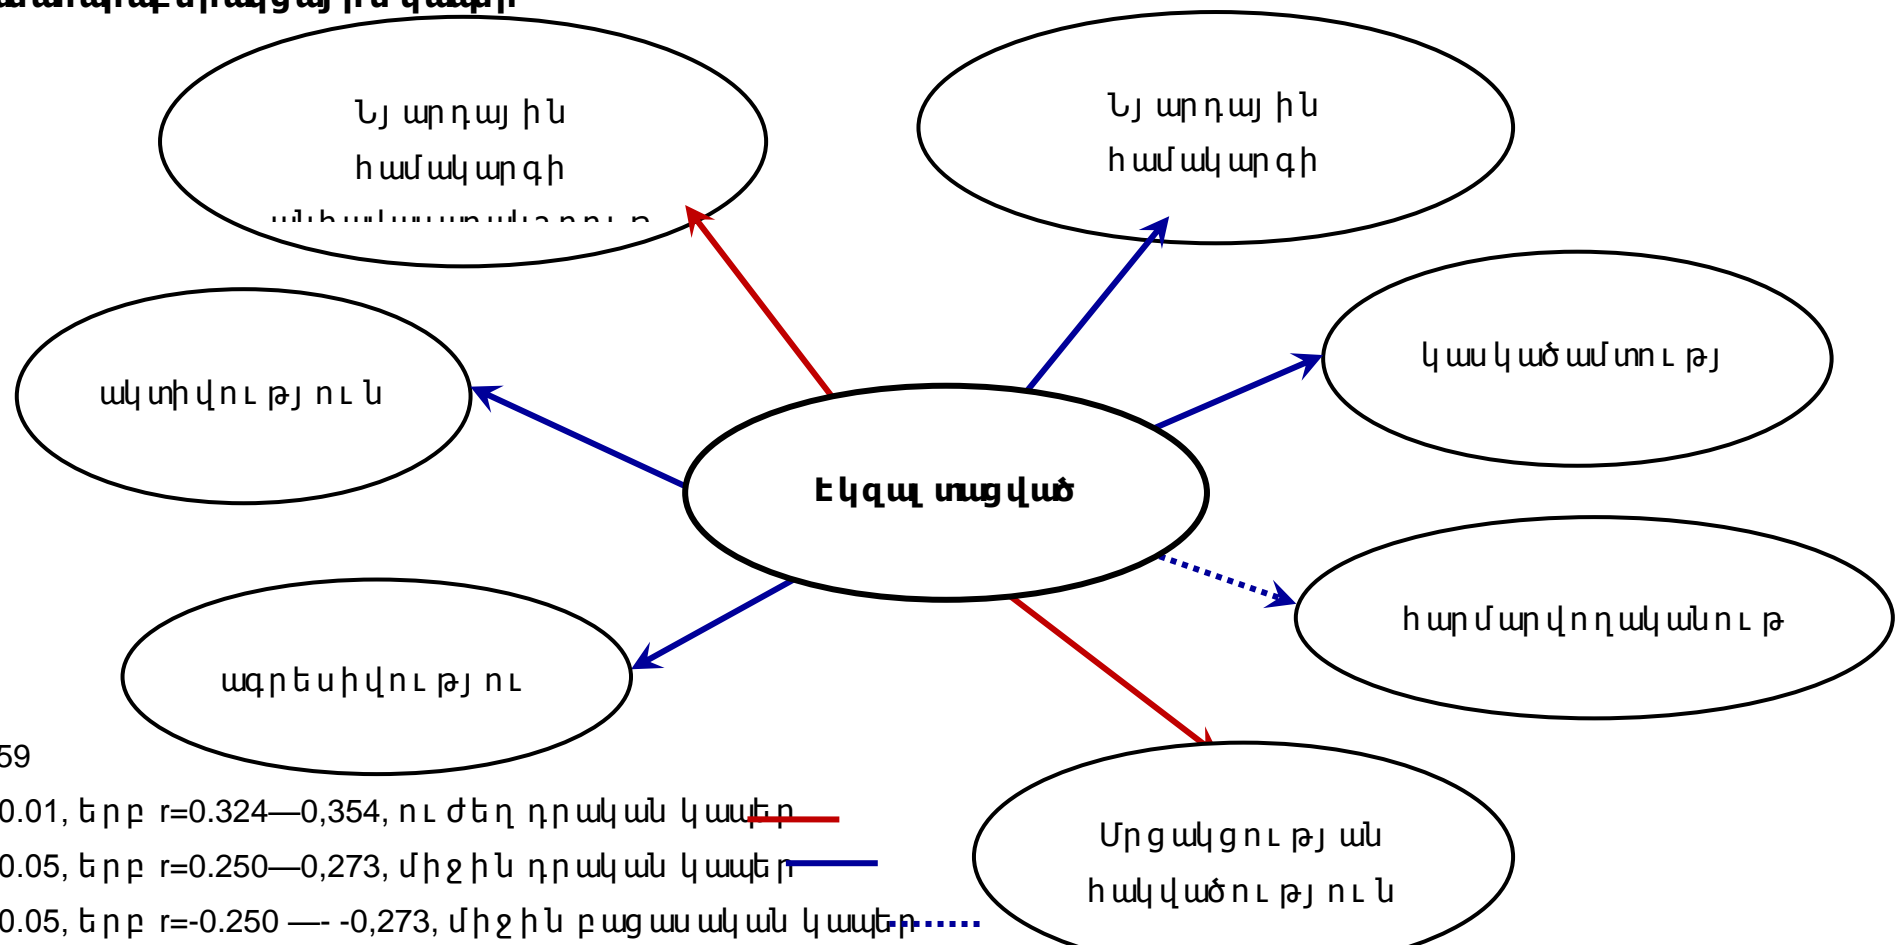 Նյարդային
համակարգի
Նյարդային
համակարգի
կասկածամտությ
ակտիվություն
էկզալտացված
հարմարվողականութ
ագրեսիվությու
59
0.01, երբ r=0.324—0,354, ուժեղ դրական կապեր
0.05, երբ r=0.250—0,273, միջին դրական կապեր
0.05, երբ r=-0.250 —- -0,273, միջին բացասական կապեր
Մրցակցության
հակվածություն